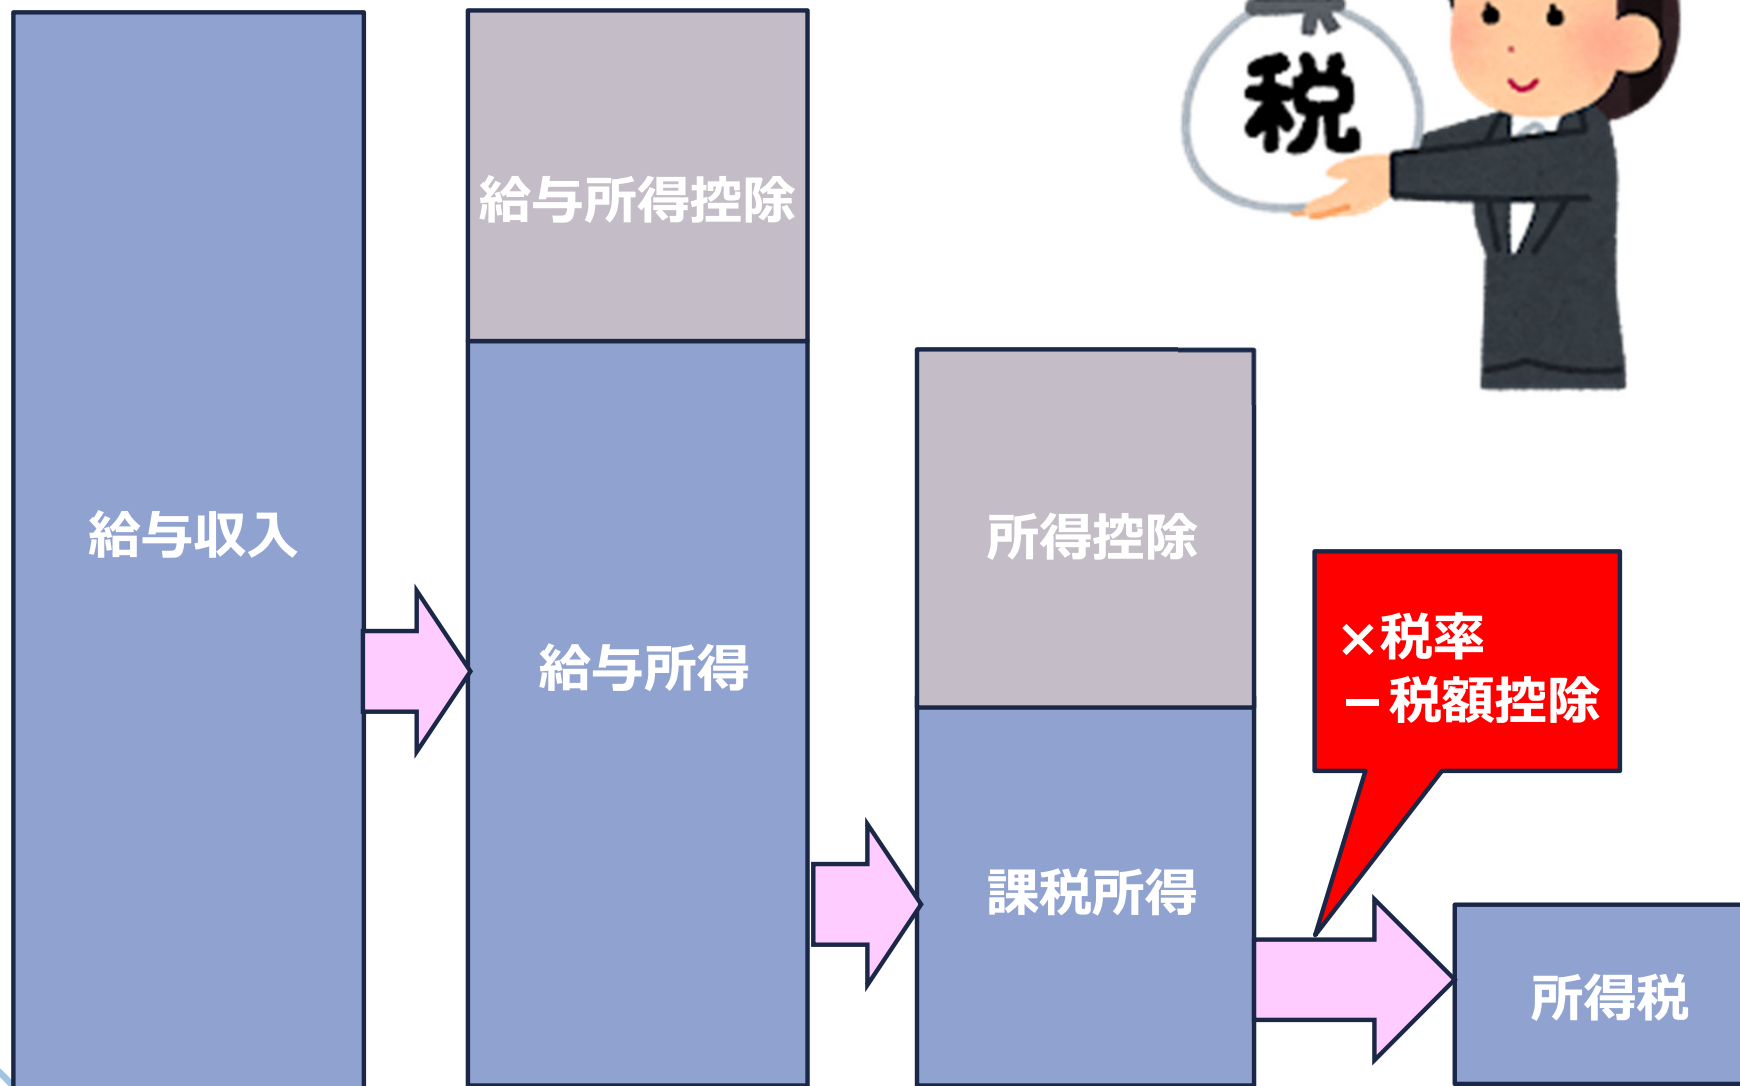 税
給与所得控除
給与収入
所得控除
×税率
－税額控除
給与所得
課税所得
所得税